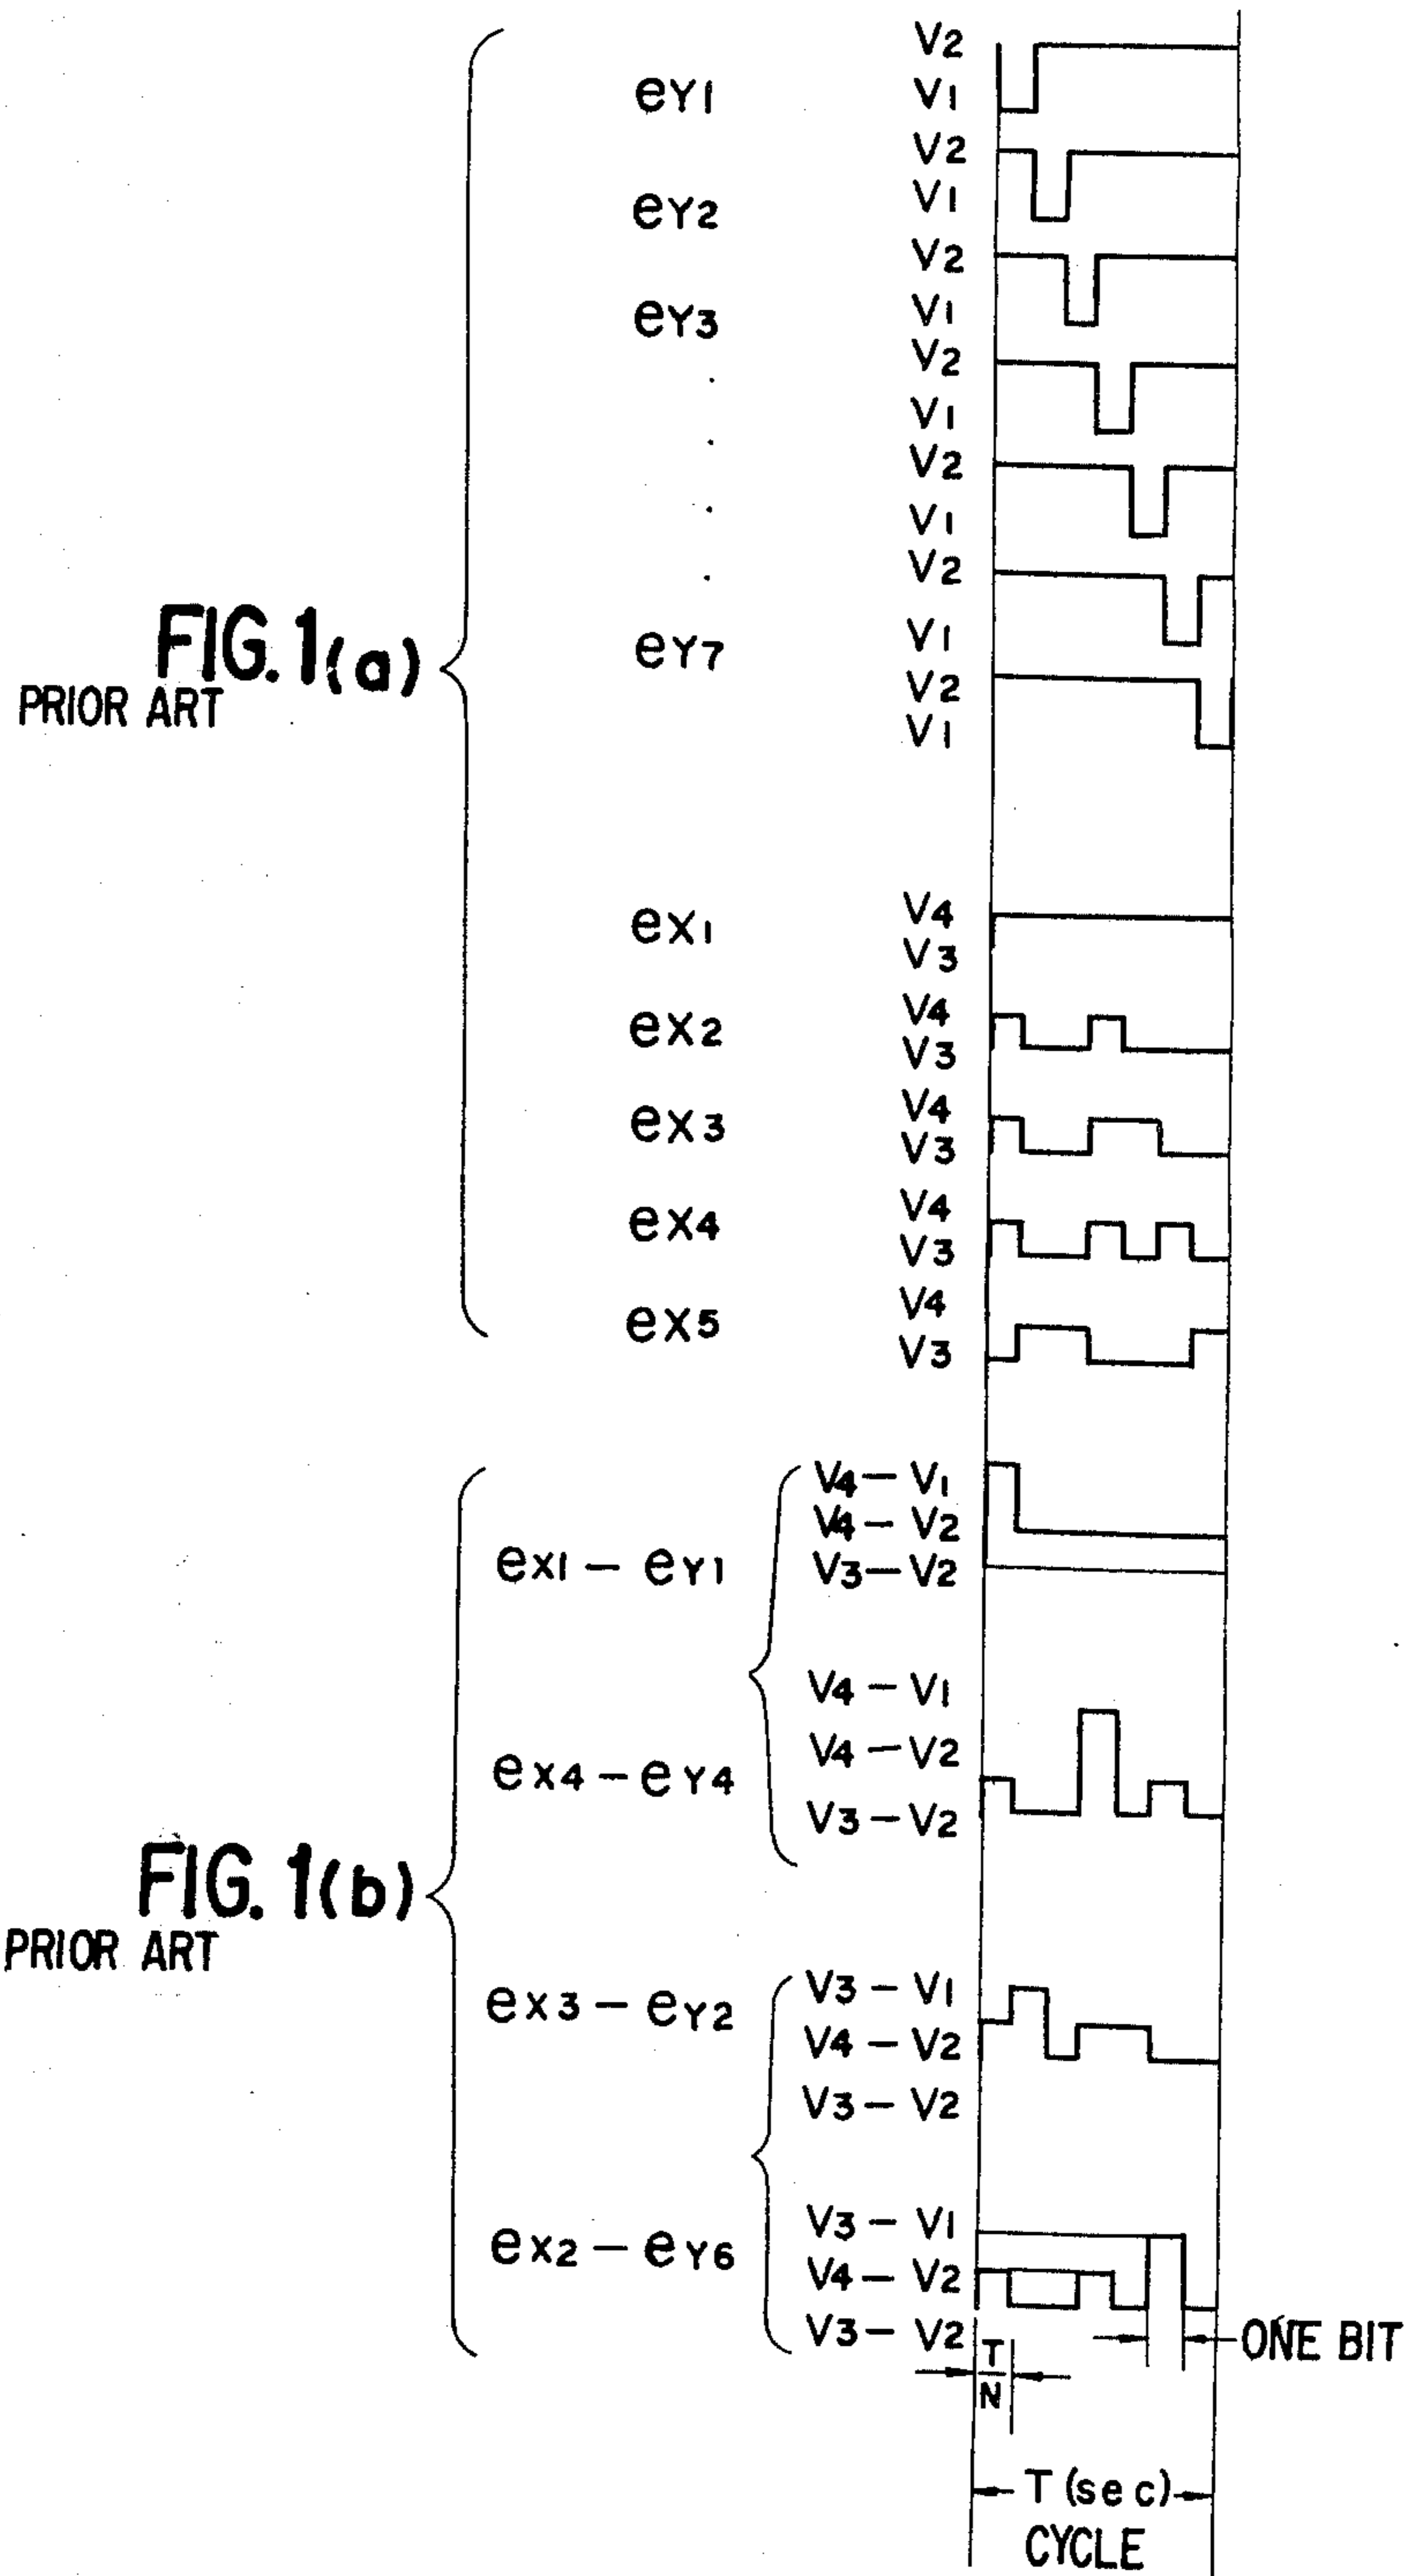 V2
eY1 V1
V2
eY2 V1
V2
eY3 V1
V2
V1
V2
V1
V2
FIG. 1(a)
PRIOR ART
eY7 V1
V2
V1
eX1 V4
V3
eX2 V4
V3
eX3 V4
V3
eX4 V4
V3
eX5 V4
V3
V4 – V1
V4 – V2
eX1 – eY1 V3 – V2
V4 – V1
eX4 – eY4 V4 – V2
V3 – V2
FIG. 1(b)
PRIOR ART
eX3 – eY2 V3 – V1
V4 – V2
V3 – V2
V3 – V1
eX2 – eY6 V4 – V2
V3 – V2
ONE BIT
T
N
T (sec)
CYCLE